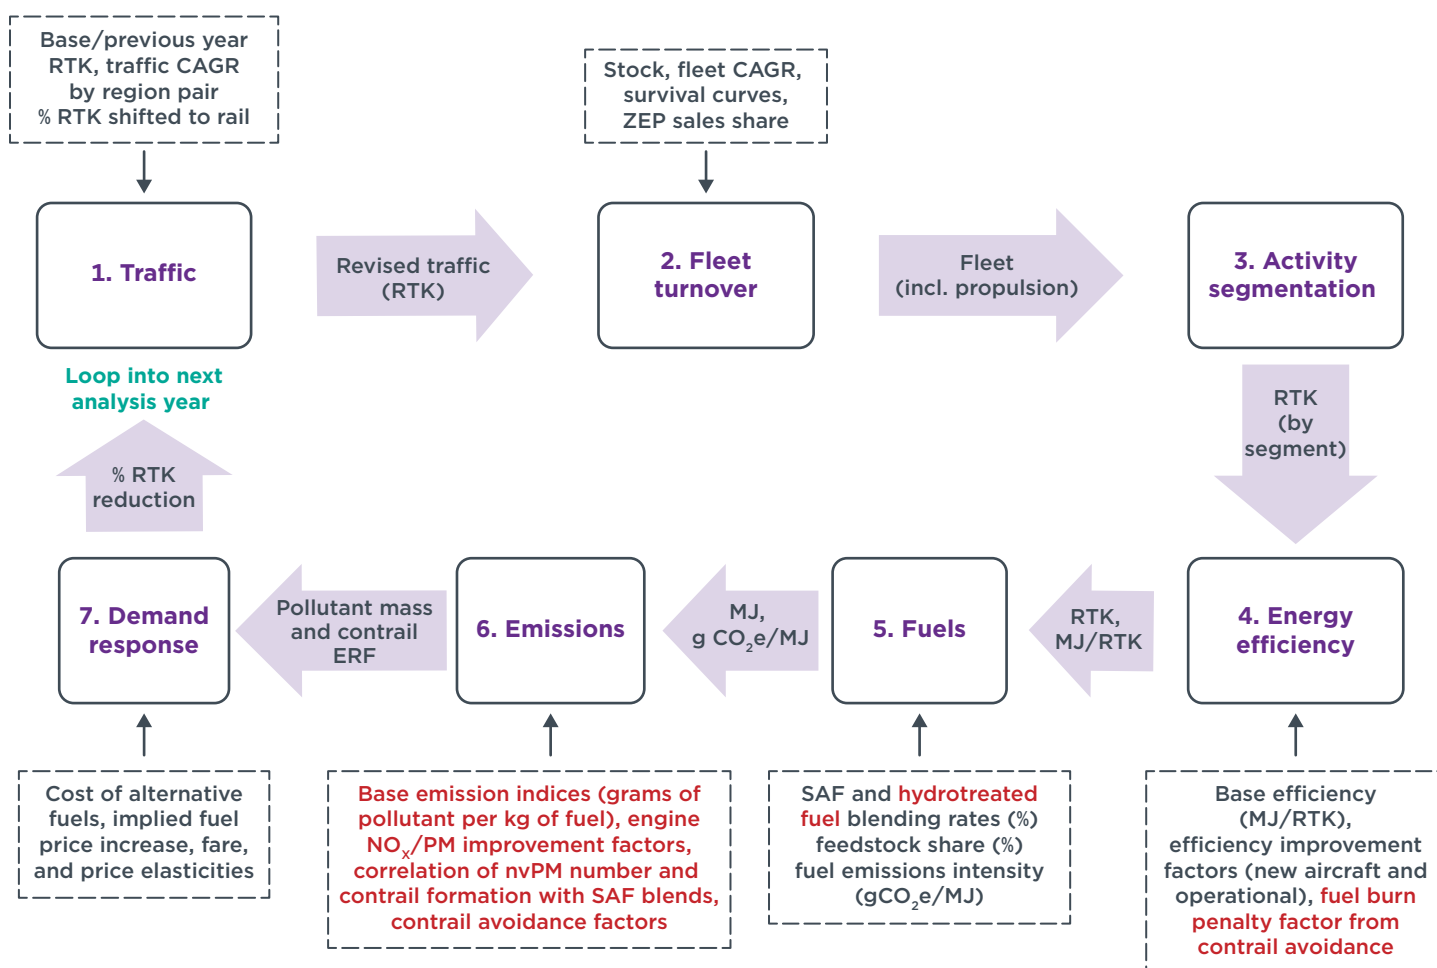 Base/previous year
RTK, traffic CAGR
by region pair
% RTK shifted to rail
Stock, fleet CAGR,
survival curves,
ZEP sales share
1. Traffic
Revised traffic
(RTK)
2. Fleet
turnover
Fleet
(incl. propulsion)
3. Activity
segmentation
Loop into next
analysis year
RTK
(by
segment)
% RTK
reduction
7. Demand
response
Pollutant mass
and contrail
ERF
6. Emissions
MJ,
g CO₂e/MJ
5. Fuels
RTK,
MJ/RTK
4. Energy
efficiency
Cost of alternative
fuels, implied fuel
price increase, fare,
and price elasticities
Base emission indices (grams of
pollutant per kg of fuel), engine
NOₓ/PM improvement factors,
correlation of nvPM number and
contrail formation with SAF blends,
contrail avoidance factors
SAF and hydrotreated
fuel blending rates (%)
feedstock share (%)
fuel emissions intensity
(gCO₂e/MJ)
Base efficiency
(MJ/RTK),
efficiency improvement
factors (new aircraft and
operational), fuel burn
penalty factor from
contrail avoidance